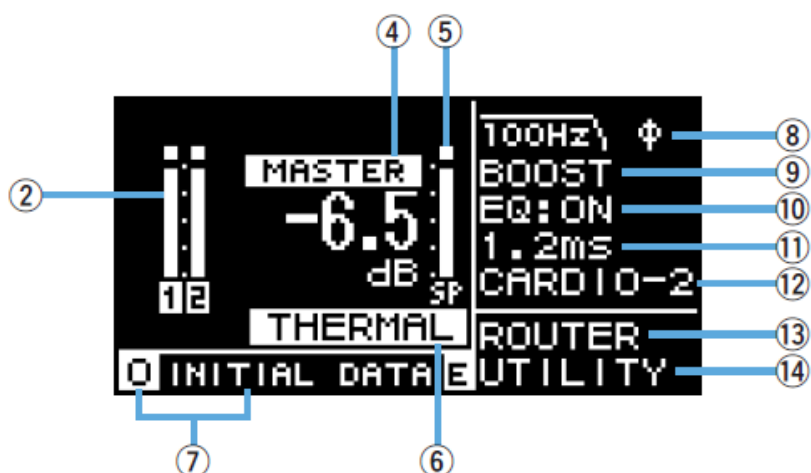 ④ ⑤
100Hz ϕ ⑧
② MASTER BOOST ⑨
-6.5 EQ:ON ⑩
1.2ms ⑪
dB CARDIO-2 ⑫
1 2 SP
THERMAL ROUTER ⑬
0 INITIAL DATA E UTILITY ⑭
⑦ ⑥